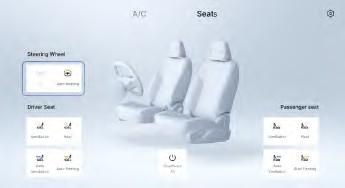 A/C
Seats
Steering Wheel
Auto Heating
Driver Seat
Ventilation
Heat
Auto
Ventilation
Auto Heating
Passenger seat
Ventilation
Heat
Auto
Ventilation
Auto Heating